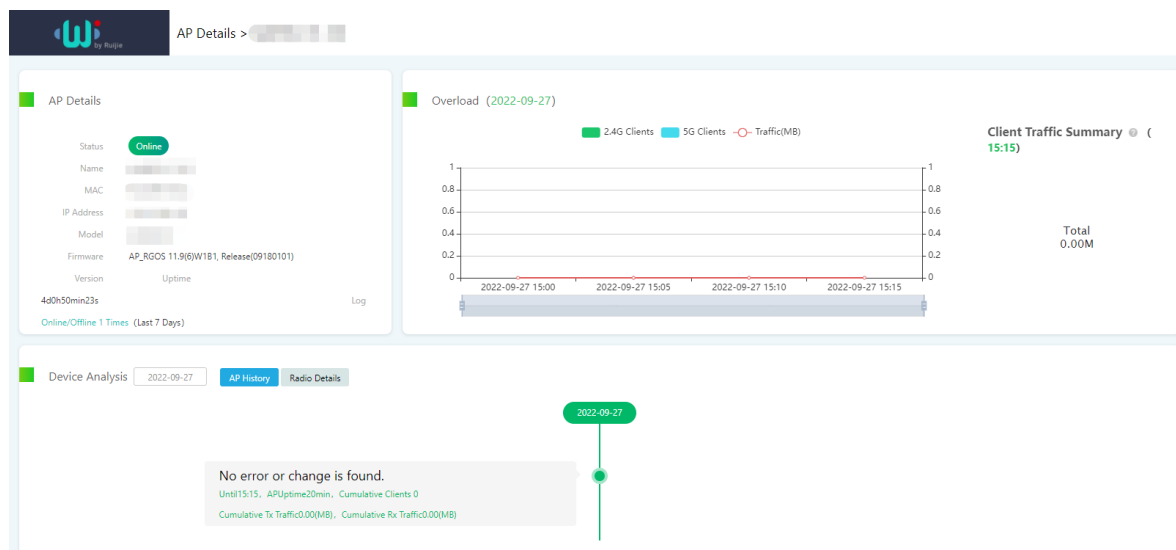 by Ruijie
AP Details >
AP Details
Status Online
Name
MAC
IP Address
Model
Firmware AP_RGOS 11.9(6)W1B1, Release(09180101)
Version Uptime
4d0h50min23s Log
Online/Offline 1 Times (Last 7 Days)
Overload (2022-09-27)
2.4G Clients 5G Clients Traffic(MB)
1 1
0.8 0.8
0.6 0.6
0.4 0.4
0.2 0.2
0 0
2022-09-27 15:00 2022-09-27 15:05 2022-09-27 15:10 2022-09-27 15:15
Client Traffic Summary ? (
15:15)
Total
0.00M
Device Analysis 2022-09-27 AP History Radio Details
2022-09-27
No error or change is found.
Until15:15, APUptime20min, Cumulative Clients 0
Cumulative Tx Traffic0.00(MB), Cumulative Rx Traffic0.00(MB)